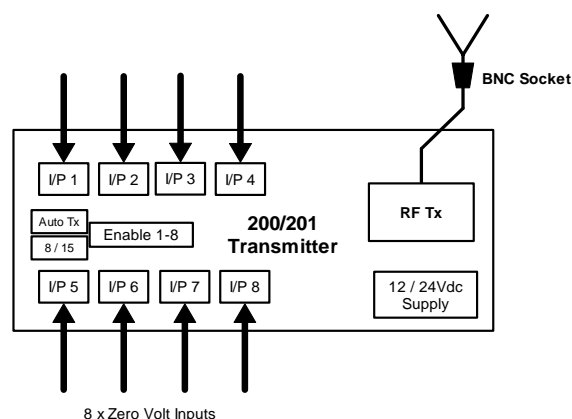 BNC Socket
I/P 1
I/P 2
I/P 3
I/P 4
RF Tx
Auto Tx
8 / 15
Enable 1-8
200/201
Transmitter
I/P 5
I/P 6
I/P 7
I/P 8
12 / 24Vdc
Supply
8 x Zero Volt Inputs